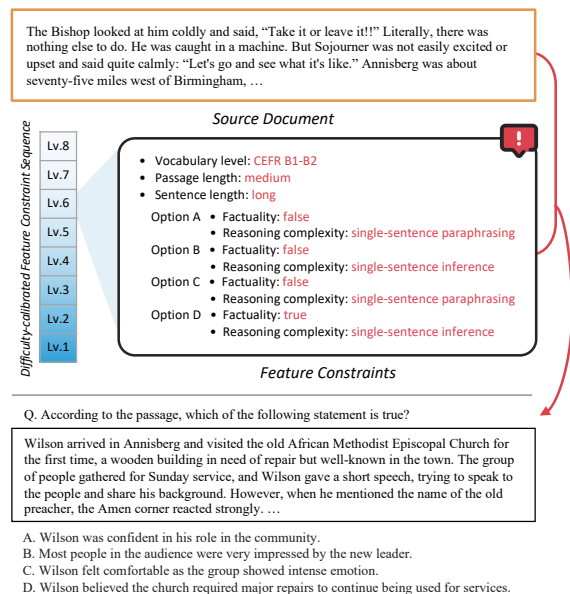 The Bishop looked at him coldly and said, “Take it or leave it!!” Literally, there was
nothing else to do. He was caught in a machine. But Sojourner was not easily excited or
upset and said quite calmly: “Let's go and see what it's like.” Annisberg was about
seventy-five miles west of Birmingham, …
Source Document
Difficulty-calibrated Feature Constraint Sequence
Lv.8
Lv.7
Lv.6
Lv.5
Lv.4
Lv.3
Lv.2
Lv.1
!
• Vocabulary level: CEFR B1-B2
• Passage length: medium
• Sentence length: long
Option A • Factuality: false
• Reasoning complexity: single-sentence paraphrasing
Option B • Factuality: false
• Reasoning complexity: single-sentence inference
Option C • Factuality: false
• Reasoning complexity: single-sentence paraphrasing
Option D • Factuality: true
• Reasoning complexity: single-sentence inference
Feature Constraints
Q. According to the passage, which of the following statement is true?
Wilson arrived in Annisberg and visited the old African Methodist Episcopal Church for
the first time, a wooden building in need of repair but well-known in the town. The group
of people gathered for Sunday service, and Wilson gave a short speech, trying to speak to
the people and share his background. However, when he mentioned the name of the old
preacher, the Amen corner reacted strongly. …
A. Wilson was confident in his role in the community.
B. Most people in the audience were very impressed by the new leader.
C. Wilson felt comfortable as the group showed intense emotion.
D. Wilson believed the church required major repairs to continue being used for services.